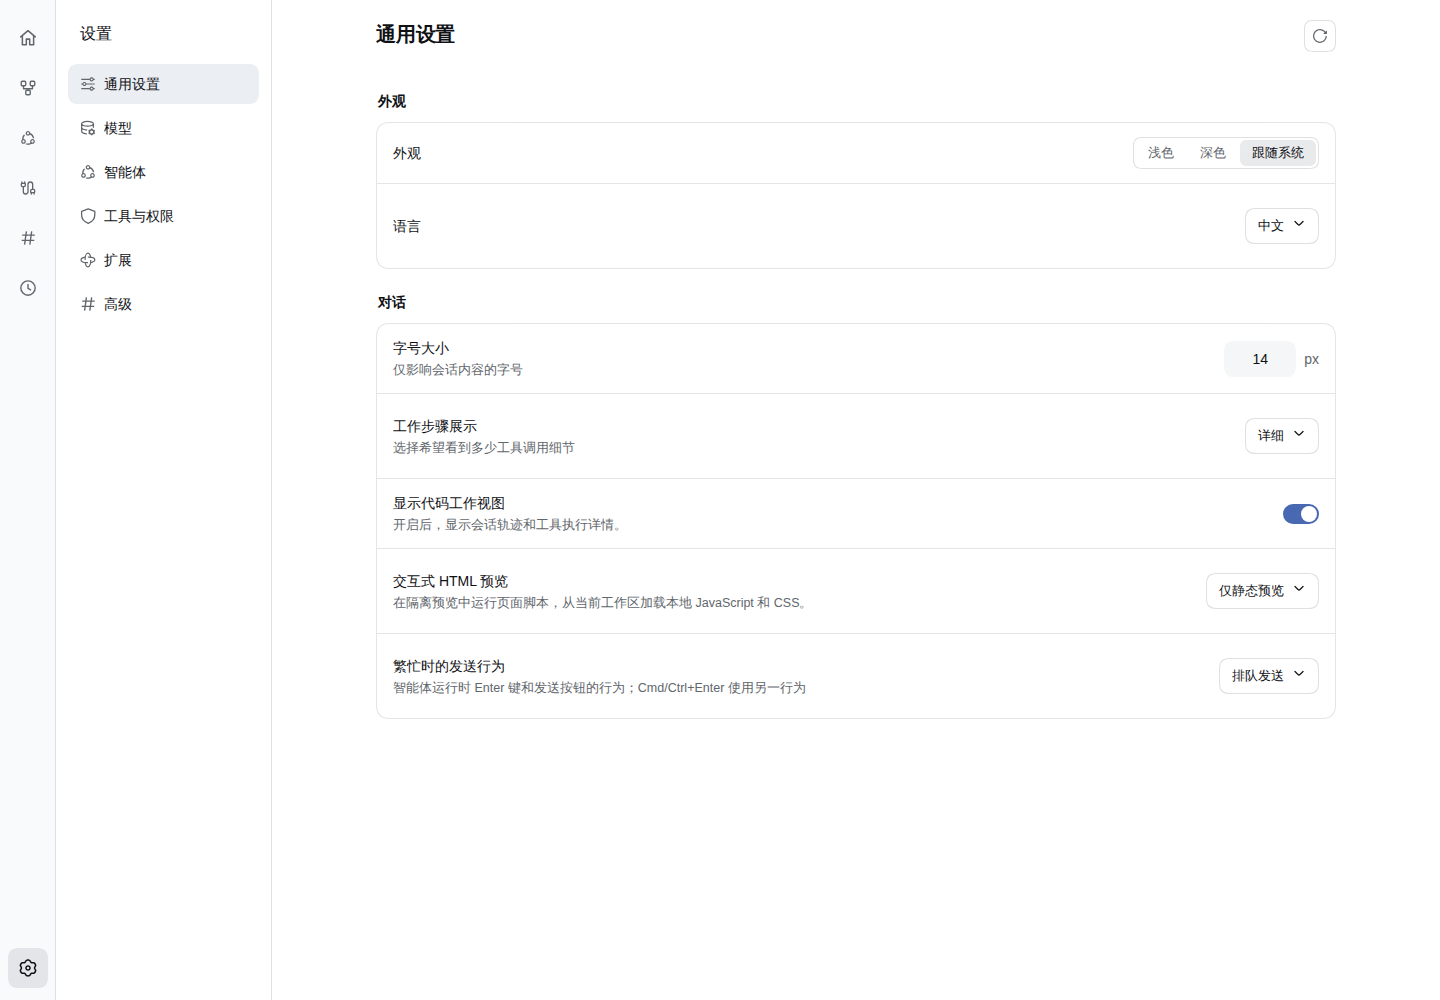 设置
通用设置
模型
智能体
工具与权限
扩展
高级
通用设置
外观
外观
浅色 深色 跟随系统
语言
中文
对话
字号大小
仅影响会话内容的字号
14 px
工作步骤展示
选择希望看到多少工具调用细节
详细
显示代码工作视图
开启后，显示会话轨迹和工具执行详情。
交互式 HTML 预览
在隔离预览中运行页面脚本，从当前工作区加载本地 JavaScript 和 CSS。
仅静态预览
繁忙时的发送行为
智能体运行时 Enter 键和发送按钮的行为；Cmd/Ctrl+Enter 使用另一行为
排队发送